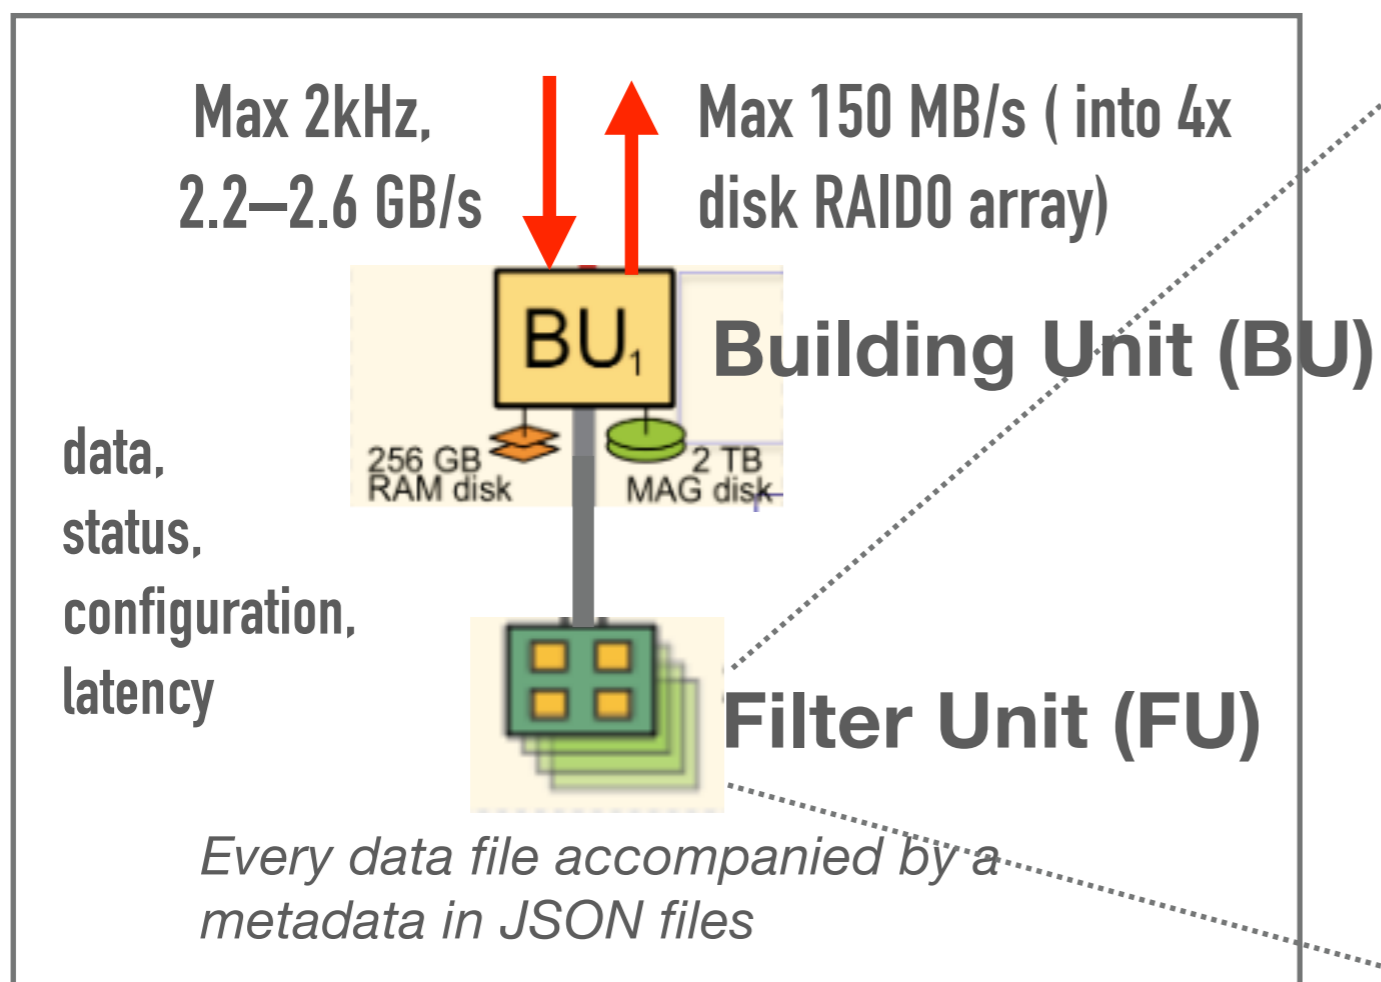 Max 2kHz,
2.2–2.6 GB/s
Max 150 MB/s ( into 4x
disk RAID0 array)
BU1
Building Unit (BU)
256 GB
RAM disk
2 TB
MAG disk
data,
status,
configuration,
latency
Filter Unit (FU)
Every data file accompanied by a
metadata in JSON files